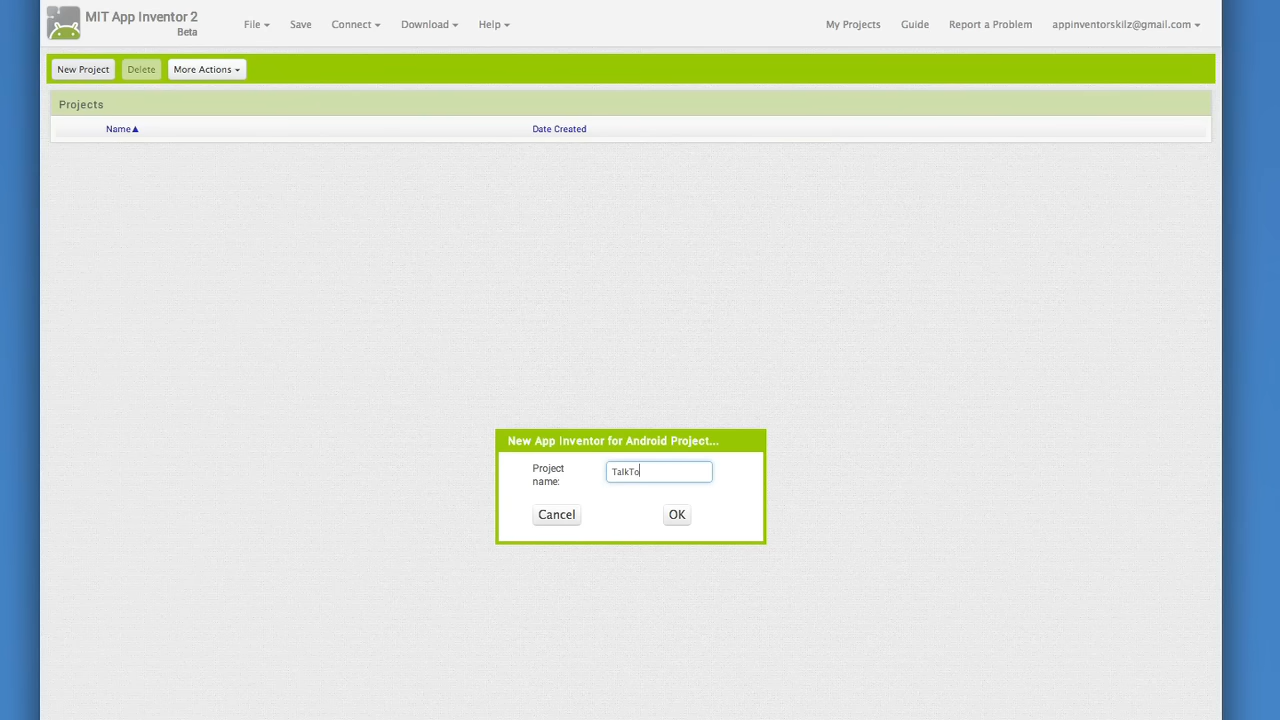 MIT App Inventor 2
Beta
File Save Connect Download Help
My Projects Guide Report a Problem appinventorskilz@gmail.com
New Project Delete More Actions
Projects
Name Date Created
New App Inventor for Android Project...
Project name: TalkTo
Cancel OK